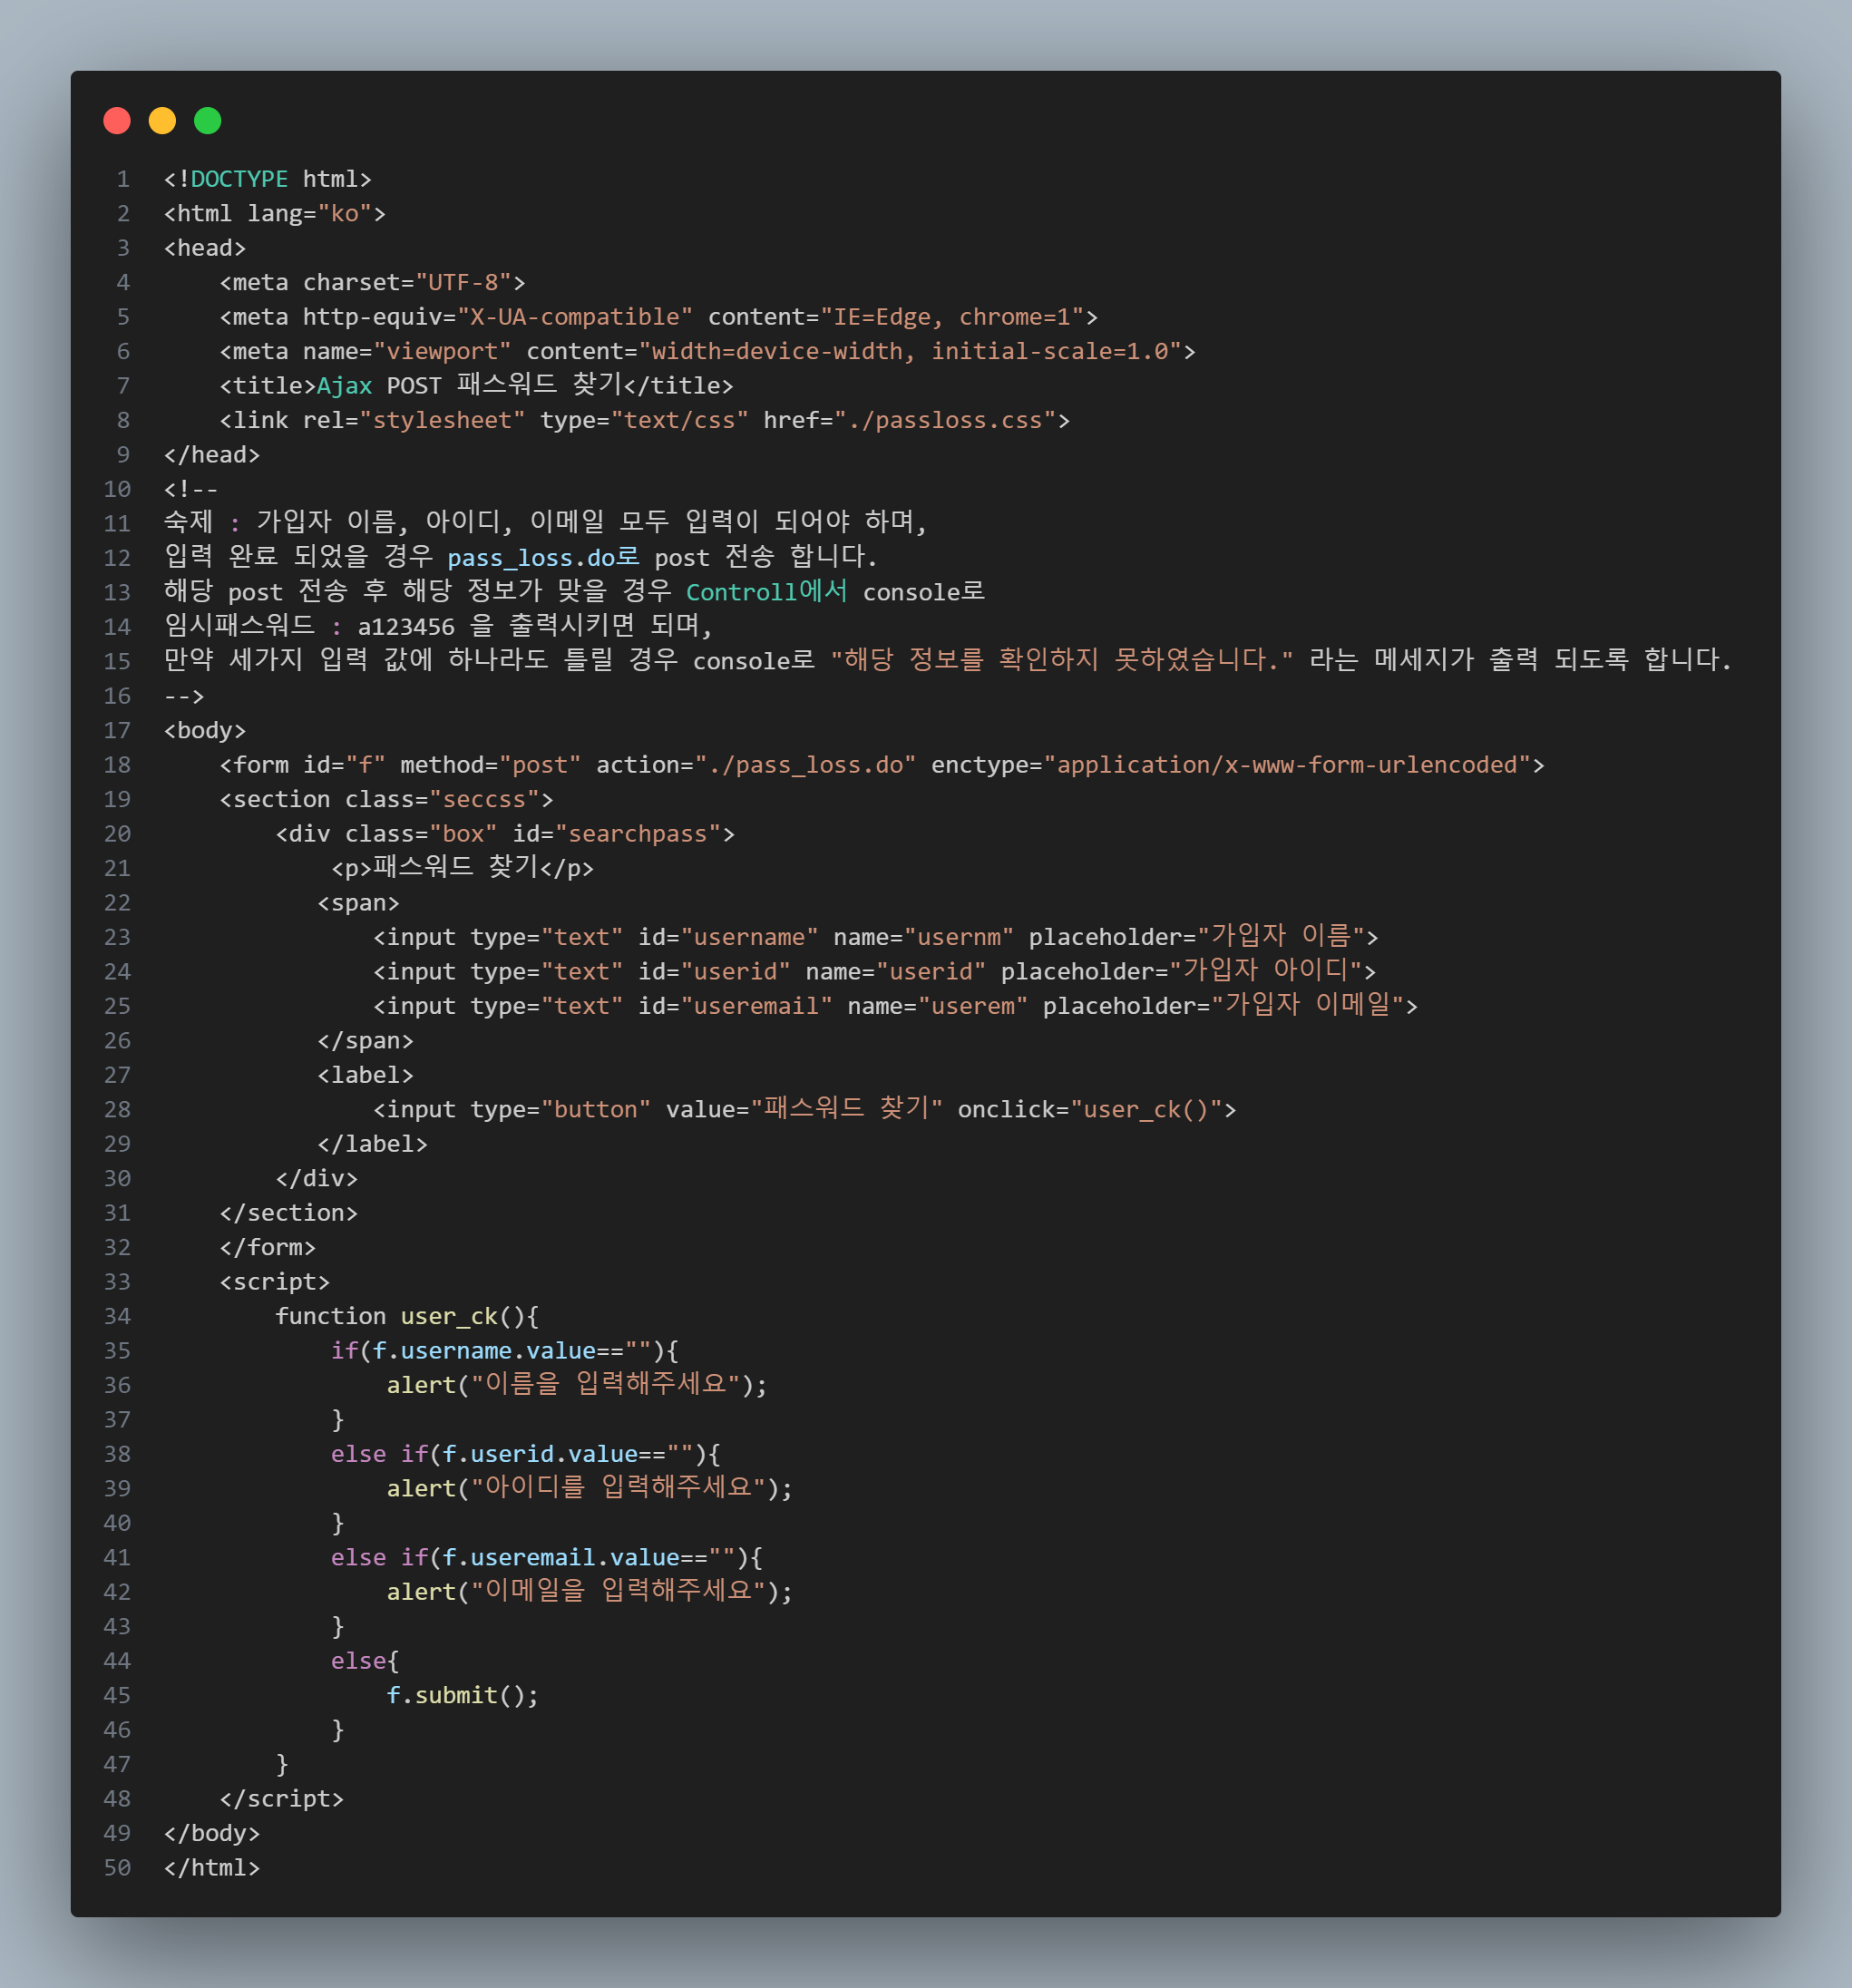 1 <!DOCTYPE html>
2 <html lang="ko">
3 <head>
4     <meta charset="UTF-8">
5     <meta http-equiv="X-UA-compatible" content="IE=Edge, chrome=1">
6     <meta name="viewport" content="width=device-width, initial-scale=1.0">
7     <title>Ajax POST 패스워드 찾기</title>
8     <link rel="stylesheet" type="text/css" href="./passloss.css">
9 </head>
10 <!--
11 숙제 : 가입자 이름, 아이디, 이메일 모두 입력이 되어야 하며,
12 입력 완료 되었을 경우 pass_loss.do로 post 전송 합니다.
13 해당 post 전송 후 해당 정보가 맞을 경우 Controll에서 console로
14 임시패스워드 : a123456 을 출력시키면 되며,
15 만약 세가지 입력 값에 하나라도 틀릴 경우 console로 "해당 정보를 확인하지 못하였습니다." 라는 메세지가 출력 되도록 합니다.
16 -->
17 <body>
18     <form id="f" method="post" action="./pass_loss.do" enctype="application/x-www-form-urlencoded">
19     <section class="seccss">
20         <div class="box" id="searchpass">
21             <p>패스워드 찾기</p>
22            <span>
23                <input type="text" id="username" name="usernm" placeholder="가입자 이름">
24                <input type="text" id="userid" name="userid" placeholder="가입자 아이디">
25                <input type="text" id="useremail" name="userem" placeholder="가입자 이메일">
26            </span>
27            <label>
28                <input type="button" value="패스워드 찾기" onclick="user_ck()">
29            </label>
30         </div>
31     </section>
32     </form>
33     <script>
34         function user_ck(){
35             if(f.username.value==""){
36                 alert("이름을 입력해주세요");
37             }
38             else if(f.userid.value==""){
39                 alert("아이디를 입력해주세요");
40             }
41             else if(f.useremail.value==""){
42                 alert("이메일을 입력해주세요");
43             }
44             else{
45                 f.submit();
46             }
47         }
48     </script>
49 </body>
50 </html>